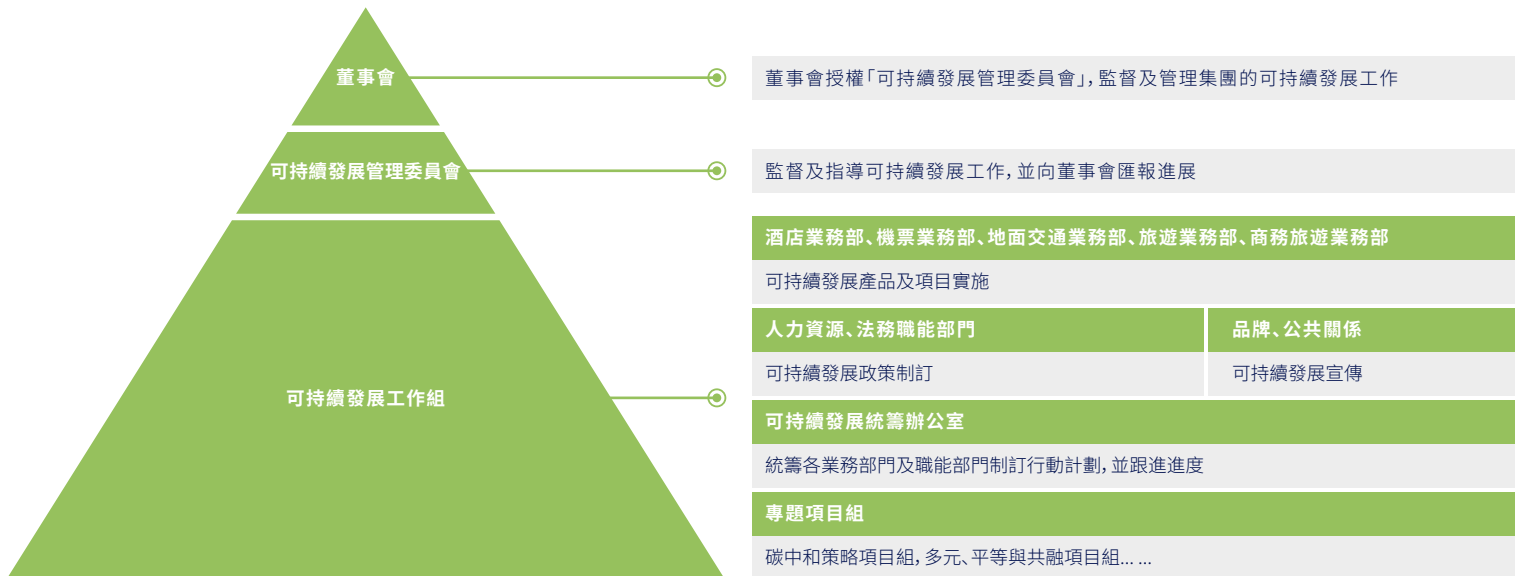 董事會
董事會授權「可持續發展管理委員會」，監督及管理集團的可持續發展工作
可持續發展管理委員會
監督及指導可持續發展工作，並向董事會匯報進展
可持續發展工作組
酒店業務部、機票業務部、地面交通業務部、旅遊業務部、商務旅遊業務部
可持續發展產品及項目實施
人力資源、法務職能部門
品牌、公共關係
可持續發展政策制訂
可持續發展宣傳
可持續發展統籌辦公室
統籌各業務部門及職能部門制訂行動計劃，並跟進進度
專題項目組
碳中和策略項目組，多元、平等與共融項目組... ...